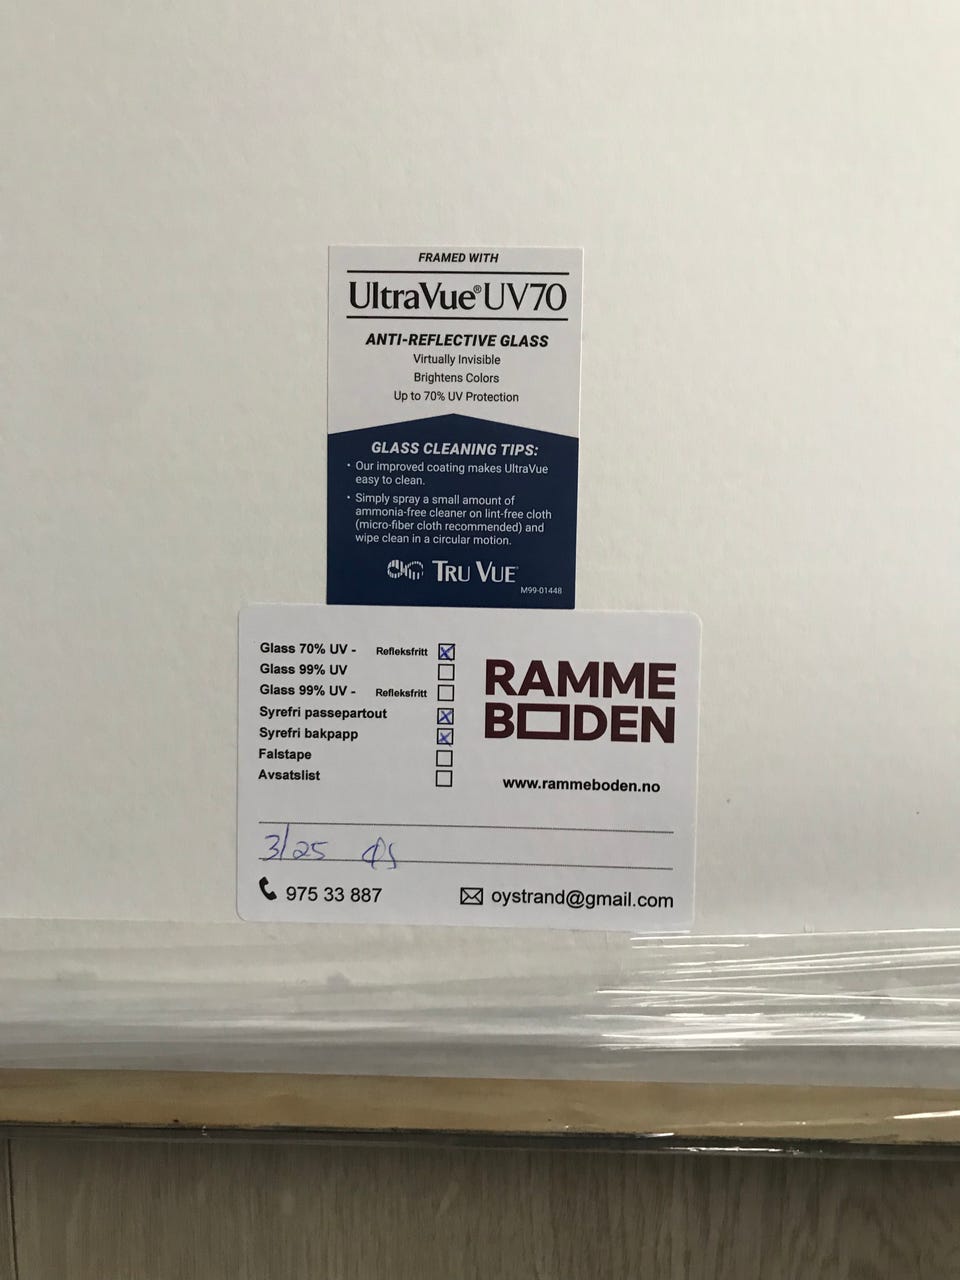 FRAMED WITH
UltraVue® UV70
ANTI-REFLECTIVE GLASS
Virtually Invisible
Brightens Colors
Up to 70% UV Protection
GLASS CLEANING TIPS:
• Our improved coating makes UltraVue
easy to clean.
• Simply spray a small amount of
ammonia-free cleaner on lint-free cloth
(micro-fiber cloth recommended) and
wipe clean in a circular motion.
TRU VUE
M99-01448
Glass 70% UV - Refleksfritt
Glass 99% UV
Glass 99% UV - Refleksfritt
Syrefri passepartout
Syrefri bakpapp
Falstape
Avsatslist
RAMME
BODEN
www.rammeboden.no
3/25 ØS
975 33 887
oystrand@gmail.com